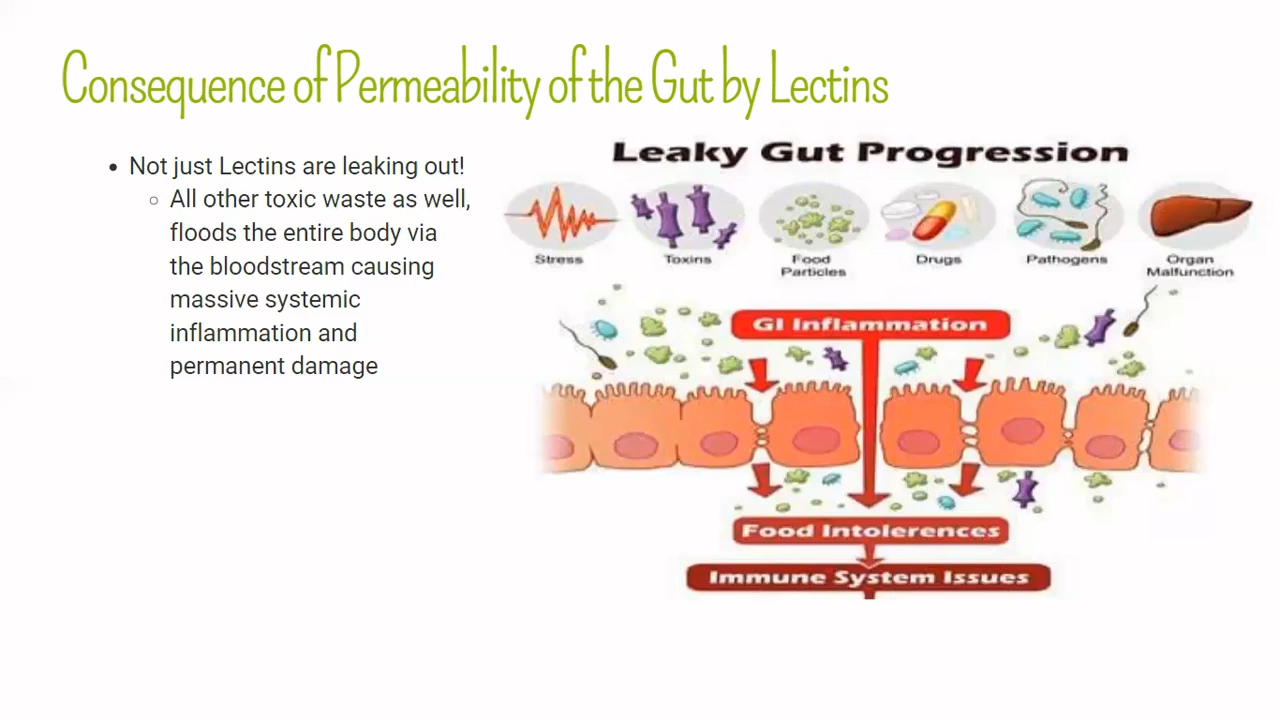 Consequence of Permeability of the Gut by Lectins
• Not just Lectins are leaking out!
○ All other toxic waste as well,
floods the entire body via
the bloodstream causing
massive systemic
inflammation and
permanent damage
Leaky Gut Progression
Stress
Toxins
Food
Particles
Drugs
Pathogens
Organ
Malfunction
GI Inflammation
Food Intolerences
Immune System Issues